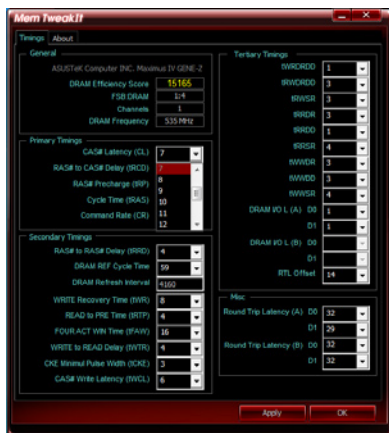 Mem TweakIt
Timings About
General
ASUSTeK Computer INC. Maximus IV GENE-Z
DRAM Efficiency Score 15165
FSB:DRAM 1:4
Channels 1
DRAM Frequency 535 MHz
Primary Timings
CAS# Latency (CL) 7
RAS# to CAS# Delay (tRCD) 7
8
RAS# Precharge (tRP) 9
Cycle Time (tRAS) 10
Command Rate (CR) 11
12
Secondary Timings
RAS# to RAS# Delay (tRRD) 4
DRAM REF Cycle Time 59
DRAM Refresh Interval 4160
WRITE Recovery Time (tWR) 8
READ to PRE Time (tRTP) 4
FOUR ACT WIN Time (tFAW) 16
WRITE to READ Delay (tWTR) 4
CKE Minimul Pulse Width (tCKE) 3
CAS# Write Latency (tWCL) 6
Tertiary Timings
tWRDRDD 1
tRWDRDD 3
tRWSR 3
tRRDR 3
tRRDD 1
tRRSR 4
tWWDR 3
tWWDD 3
tWWSR 4
DRAM I/O L (A) D0 1
D1 1
DRAM I/O L (B) D0
D1
RTL Offset 14
Misc
Round Trip Latency (A) D0 32
D1 29
Round Trip Latency (B) D0 32
D1 32
Apply OK